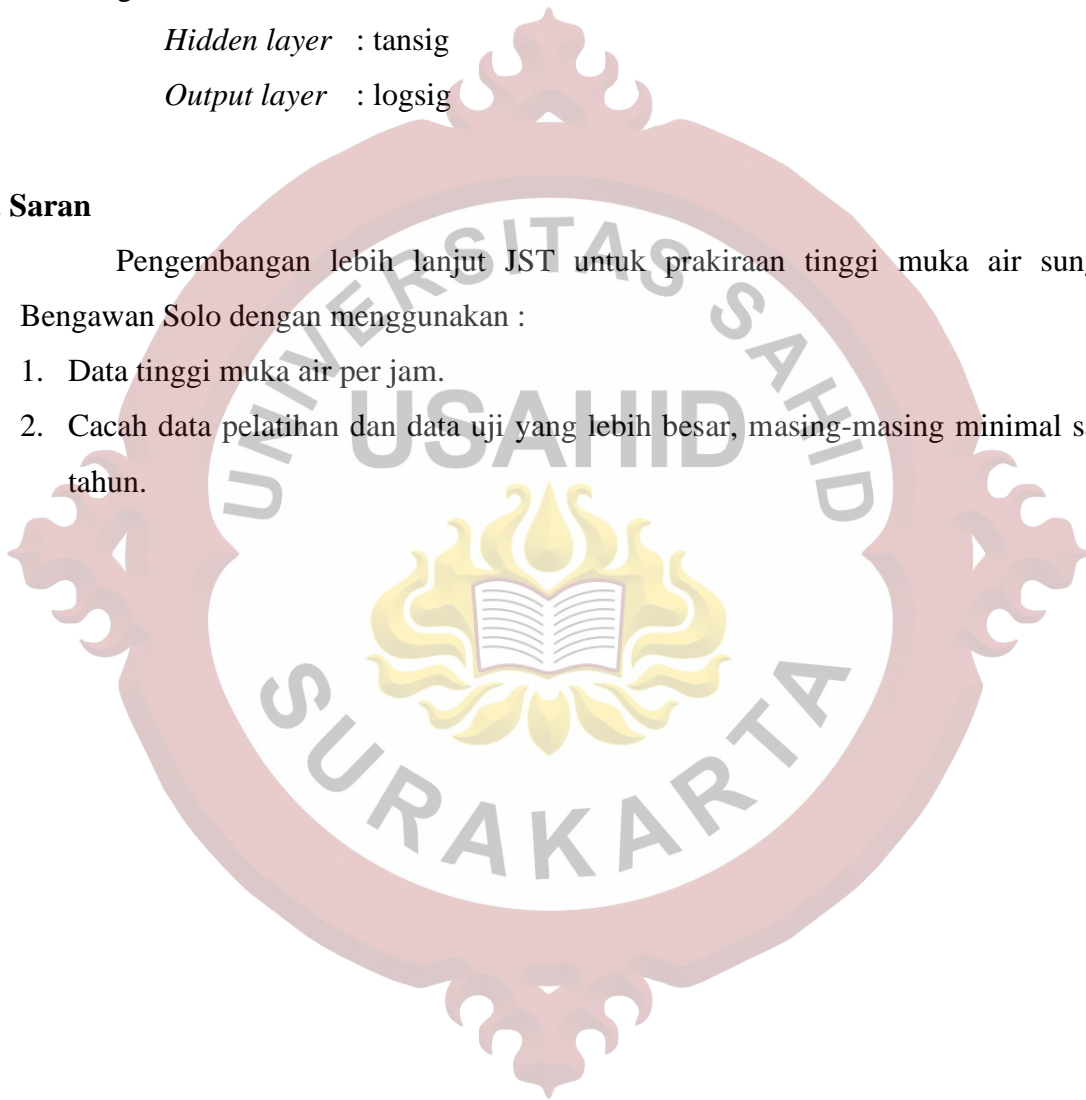 Hidden layer : tansig
Output layer : logsig
Saran
Pengembangan lebih lanjut JST untuk prakiraan tinggi muka air
Bengawan Solo dengan menggunakan :
1. Data tinggi muka air per jam.
2. Cacah data pelatihan dan data uji yang lebih besar, masing-masing minimal
tahun.
UNIVERSITAS SAHID
USAHID
SURAKARTA